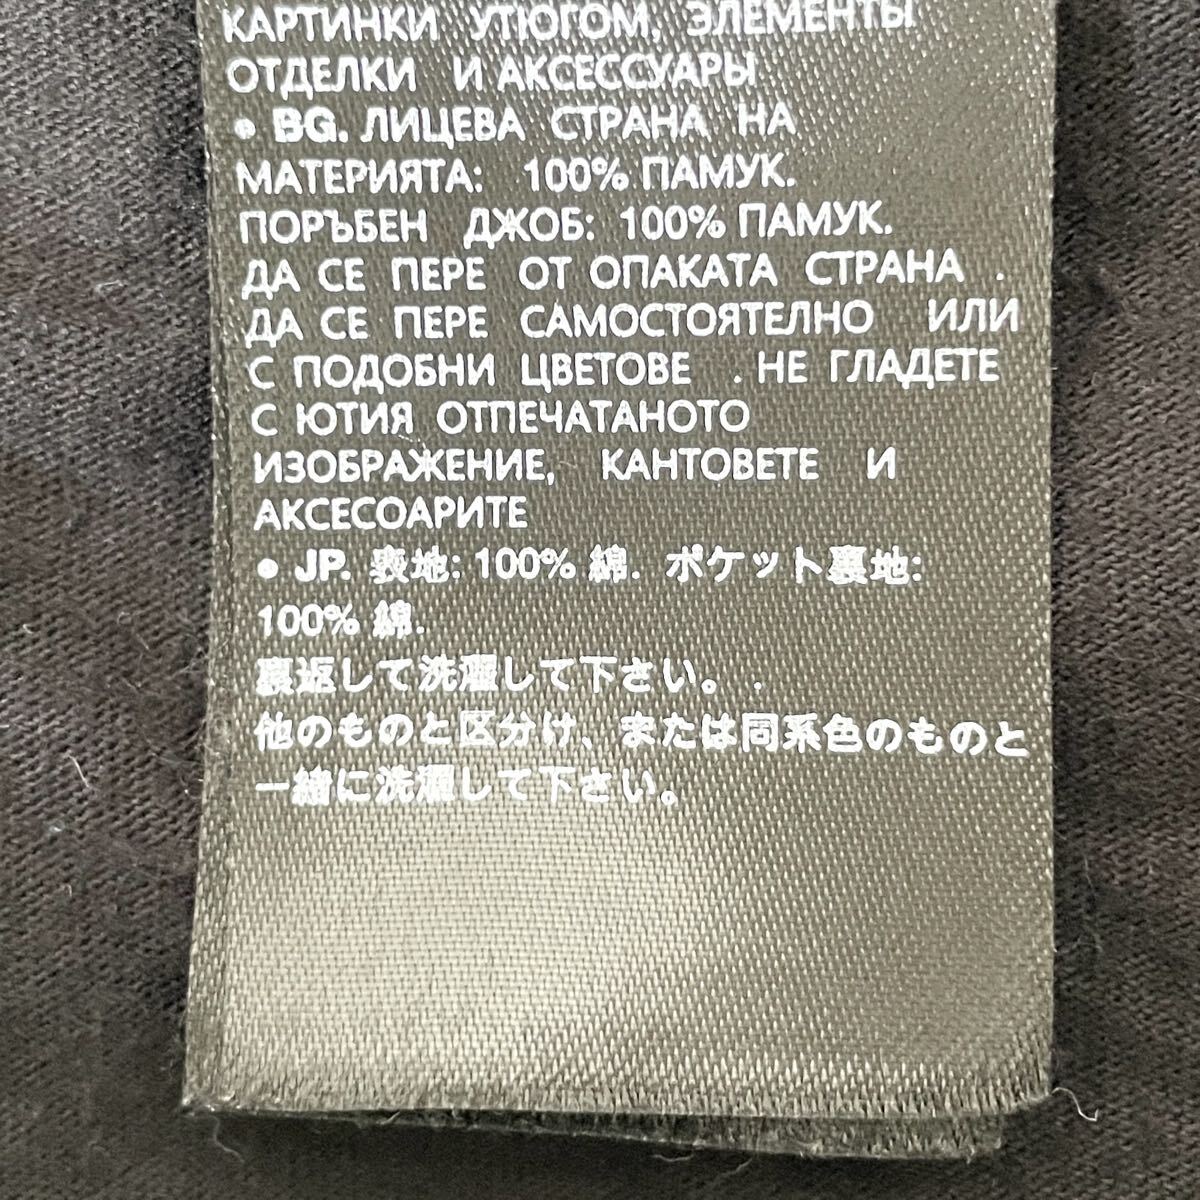 КАРТИНКИ УТЮГОМ, ЭЛЕМЕНТЫ
ОТДЕЛКИ И АКСЕССУАРЫ
• BG. ЛИЦЕВА СТРАНА НА
МАТЕРИЯТА: 100% ПАМУК.
ПОРЪБЕН ДЖОБ: 100% ПАМУК.
ДА СЕ ПЕРЕ ОТ ОПАКАТА СТРАНА .
ДА СЕ ПЕРЕ САМОСТОЯТЕЛНО ИЛИ
С ПОДОБНИ ЦВЕТОВЕ . НЕ ГЛАДЕТЕ
С ЮТИЯ ОТПЕЧАТАНОТО
ИЗОБРАЖЕНИЕ, КАНТОВЕТЕ И
АКСЕСОАРИТЕ
• JP. 表地: 100% 綿. ポケット裏地:
100% 綿.
裏返して洗濯して下さい。.
他のものと区分け、または同系色のものと
一緒に洗濯して下さい。